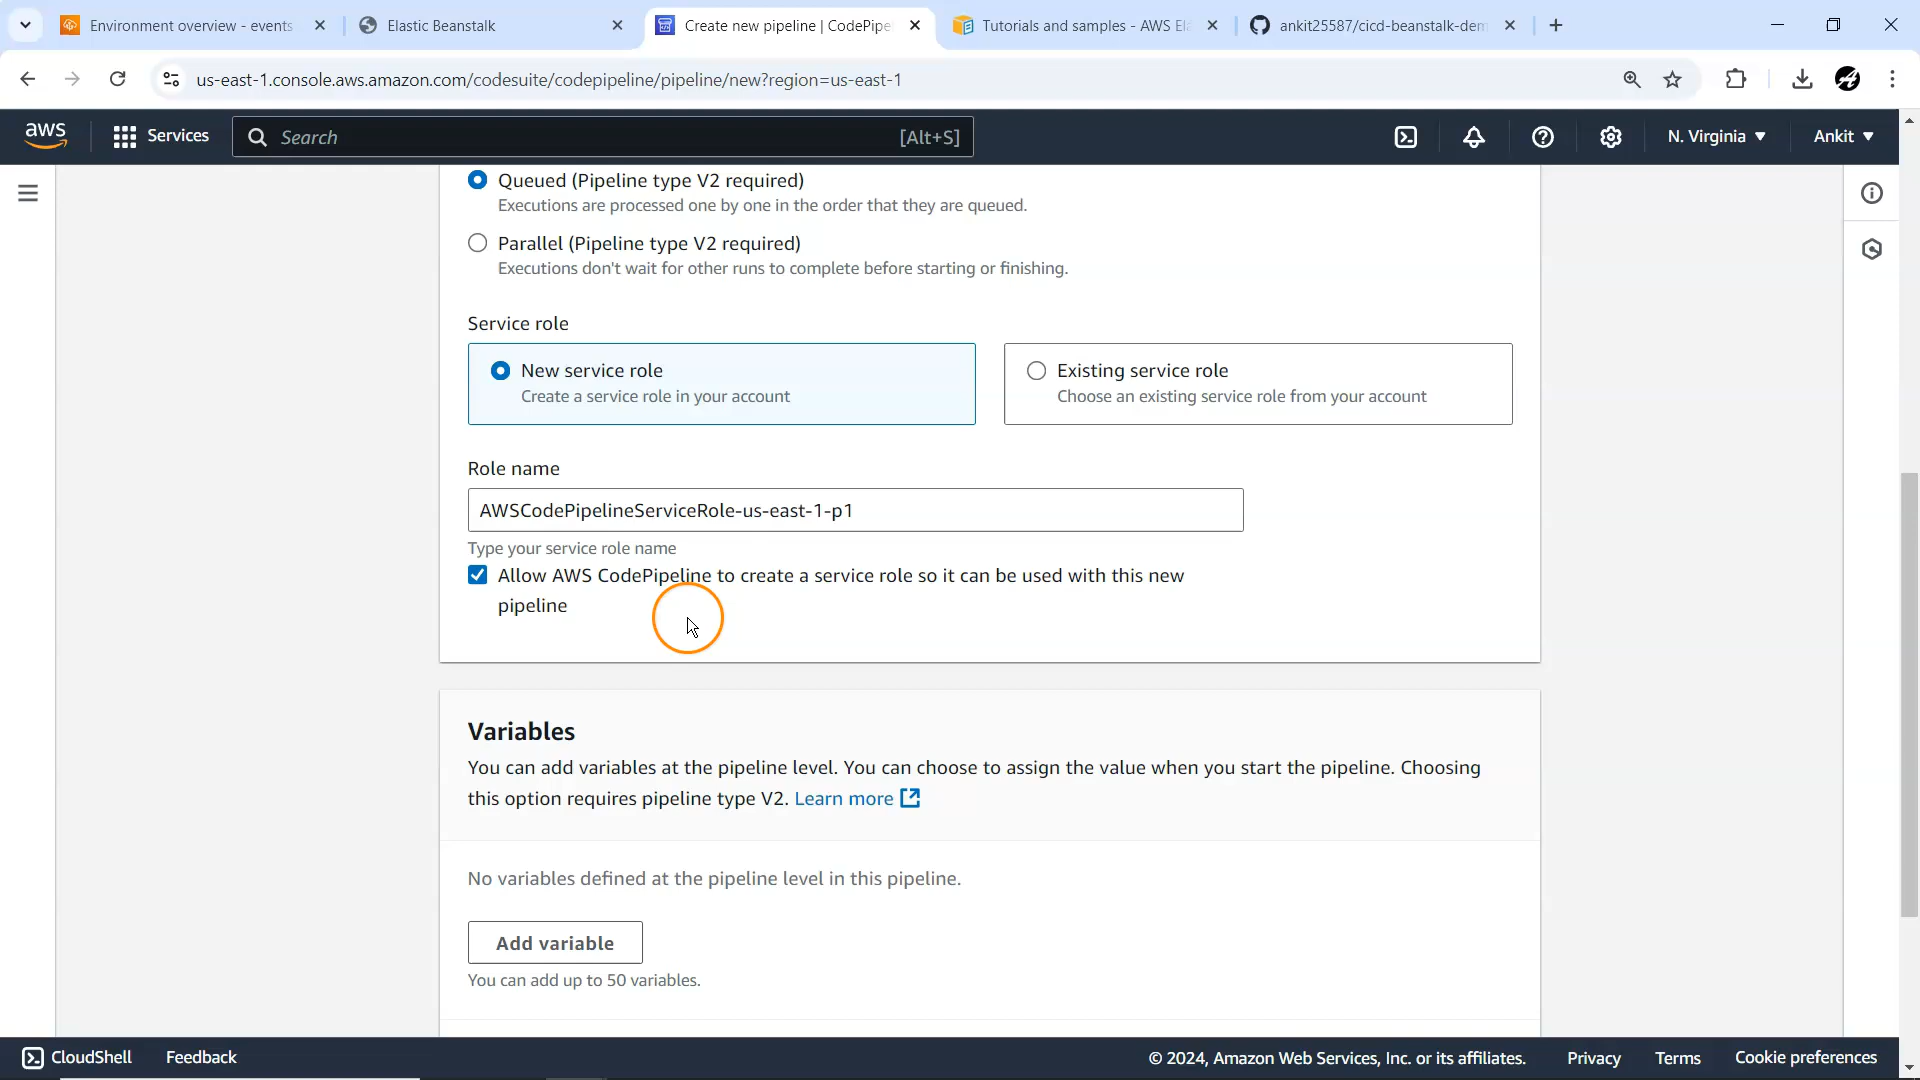 Environment overview - events
Elastic Beanstalk
Create new pipeline | CodePipe
Tutorials and samples - AWS El
ankit25587/cicd-beanstalk-dem
us-east-1.console.aws.amazon.com/codesuite/codepipeline/pipeline/new?region=us-east-1
aws
Services
Search
[Alt+S]
N. Virginia
Ankit
Queued (Pipeline type V2 required)
Executions are processed one by one in the order that they are queued.
Parallel (Pipeline type V2 required)
Executions don't wait for other runs to complete before starting or finishing.
Service role
New service role
Create a service role in your account
Existing service role
Choose an existing service role from your account
Role name
AWSCodePipelineServiceRole-us-east-1-p1
Type your service role name
Allow AWS CodePipeline to create a service role so it can be used with this new
pipeline
Variables
You can add variables at the pipeline level. You can choose to assign the value when you start the pipeline. Choosing
this option requires pipeline type V2. Learn more
No variables defined at the pipeline level in this pipeline.
Add variable
You can add up to 50 variables.
CloudShell
Feedback
© 2024, Amazon Web Services, Inc. or its affiliates.
Privacy
Terms
Cookie preferences